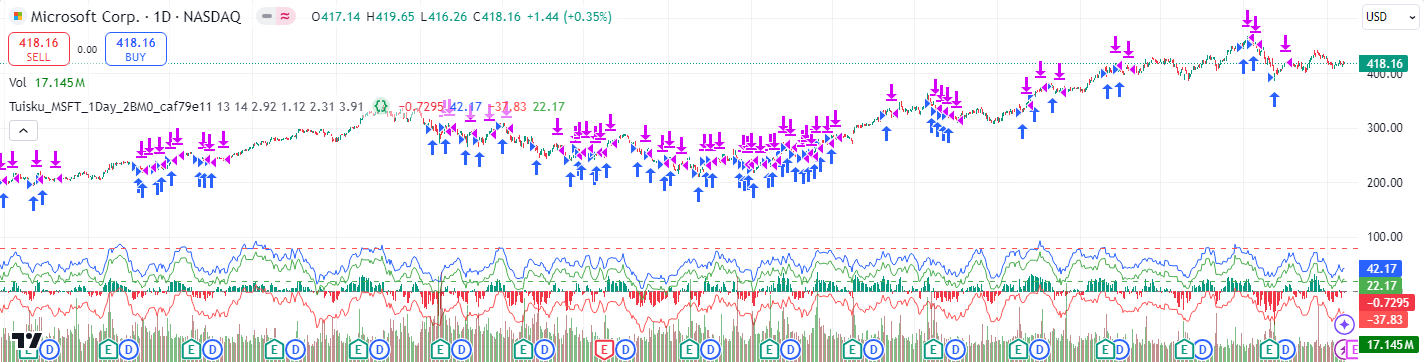 Microsoft Corp. · 1D · NASDAQ O417.14 H419.65 L416.26 C418.16 +1.44 (+0.35%) USD
418.16 SELL 0.00 418.16 BUY
Vol 17.145M
Tuisku_MSFT_1Day_2BM0_caf79e11 13 14 2.92 1.12 2.31 3.91 −0.7295 42.17 −37.83 22.17
418.16
400.00
300.00
200.00
100.00
42.17
22.17
-0.7295
-37.83
17.145M
E D E D E D E D E D E D E D E D E D E D E D E D E D E D E D E D E